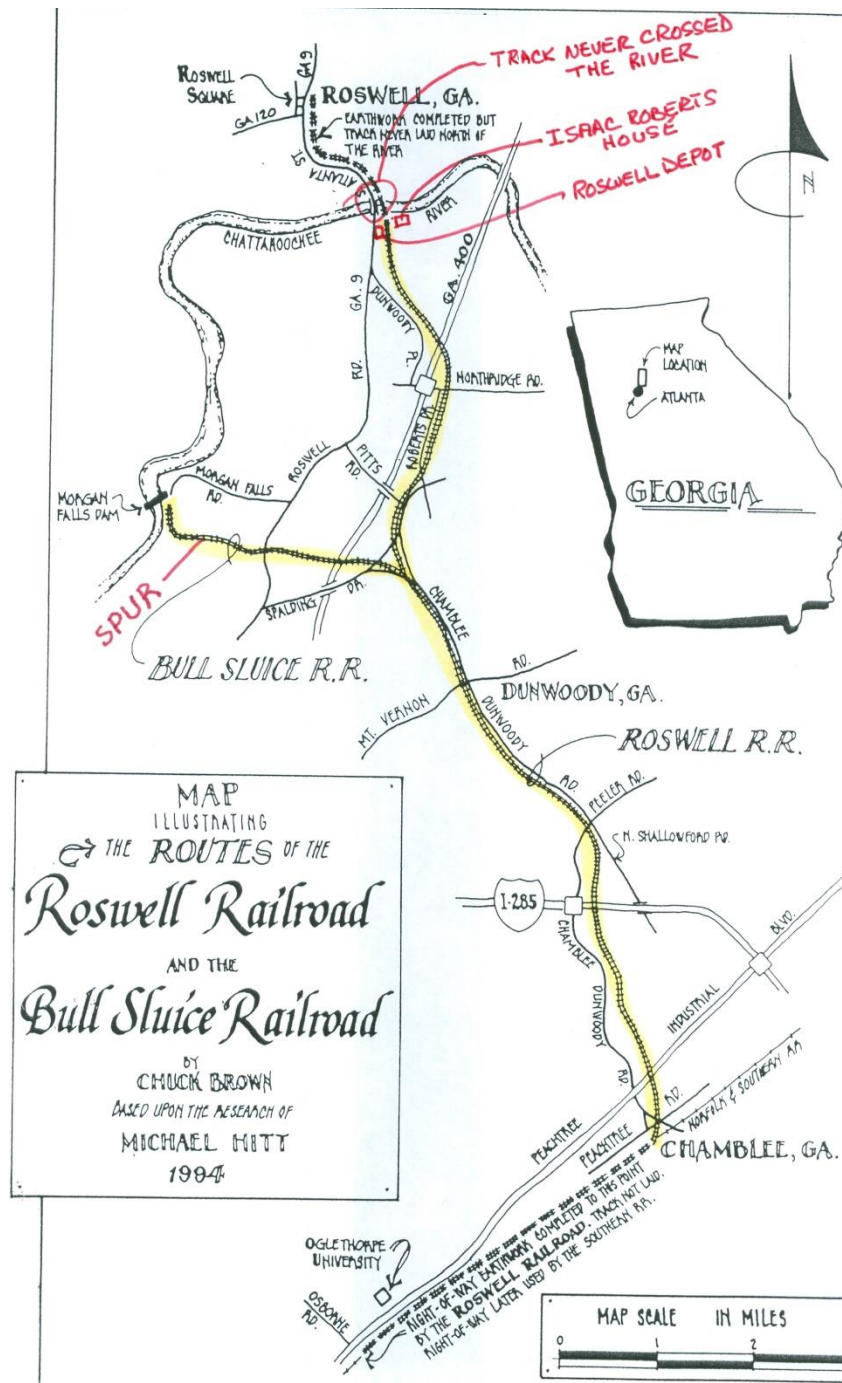 TRACK NEVER CROSSED
THE RIVER
ISAAC ROBERTS
HOUSE
ROSWELL DEPOT
ROSWELL
SQUARE
GA 9
GA 120
ROSWELL, GA.
EARTHWORK COMPLETED BUT
TRACK NEVER LAID NORTH OF
THE RIVER
ATLANTA ST
CHATTAHOOCHEE
RIVER
GA. 400
N
GA. 9
RD.
DUNWOODY
PL.
NORTHRIDGE RD.
ROBERTS DR.
MAP
LOCATION
ATLANTA
GEORGIA
ROSWELL
PITTS
RD.
MORGAN FALLS
RD.
MORGAN
FALLS DAM
SPUR
SPALDING DR.
BULL SLUICE R.R.
CHAMBLEE
DUNWOODY
RD.
MT. VERNON
RD.
DUNWOODY, GA.
ROSWELL R.R.
PEELER RD.
N. SHALLOWFORD RD.
I-285
CHAMBLEE
DUNWOODY
RD.
PEACHTREE
INDUSTRIAL
BLVD.
PEACHTREE
RD.
NORFOLK & SOUTHERN RR
CHAMBLEE, GA.
MAP
ILLUSTRATING
THE ROUTES OF THE
Roswell Railroad
AND THE
Bull Sluice Railroad
BY
CHUCK BROWN
BASED UPON THE RESEARCH OF
MICHAEL HITT
1994
OGLETHORPE
UNIVERSITY
OSBORNE
RD.
RIGHT-OF-WAY EARTHWORK COMPLETED TO THIS POINT
BY THE ROSWELL RAILROAD. TRACK NOT LAID.
RIGHT-OF-WAY LATER USED BY THE SOUTHERN R.R.
MAP SCALE IN MILES
0 1 2